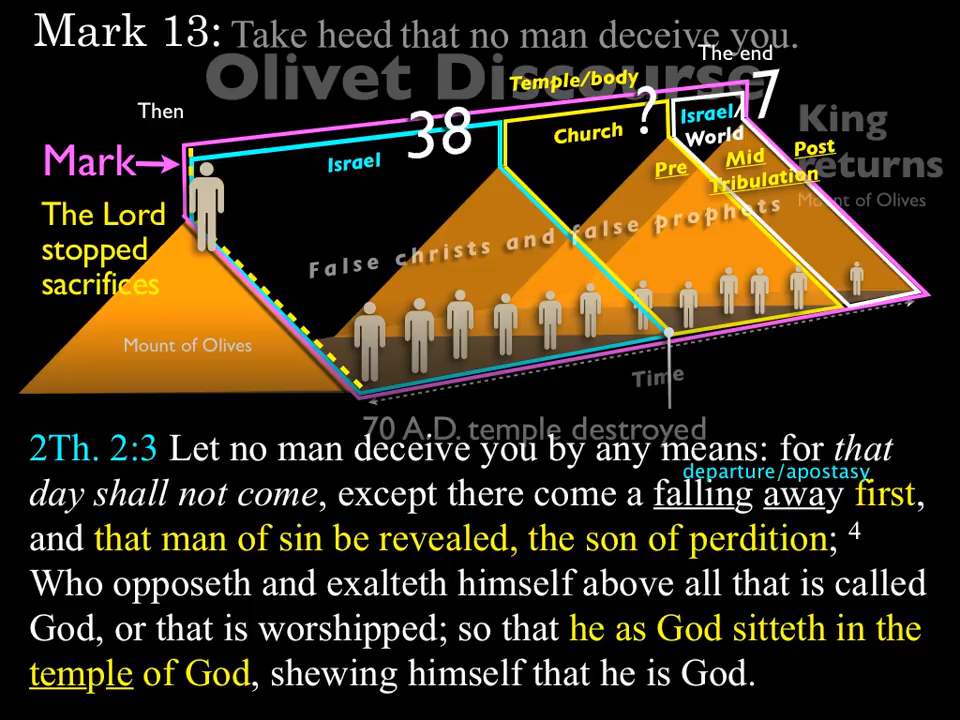 Mark 13: Take heed that no man deceive you.
Olivet Discourse
The end
Temple/body
Then
38
?
7
Church
Israel
Israel/
World
King
returns
Mount of Olives
Mark
Pre
Mid
Post
Tribulation
The Lord
stopped
sacrifices
False christs and false prophets
Mount of Olives
Time
70 A.D. temple destroyed
2Th. 2:3 Let no man deceive you by any means: for that
departure/apostasy
day shall not come, except there come a falling away first,
and that man of sin be revealed, the son of perdition; 4
Who opposeth and exalteth himself above all that is called
God, or that is worshipped; so that he as God sitteth in the
temple of God, shewing himself that he is God.